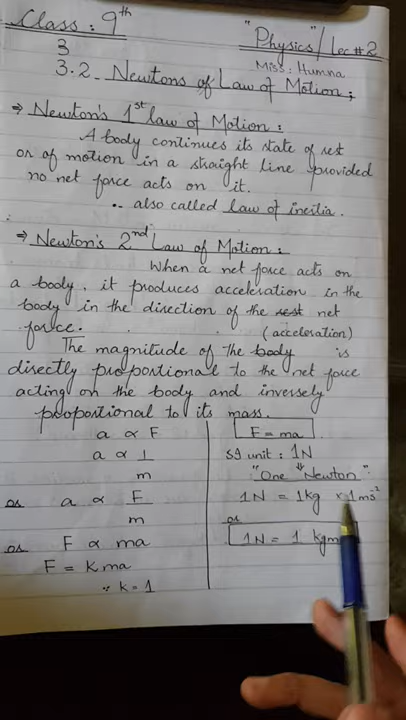 Class: 9th
3
"Physics"/Lec #2
Miss: Humna
3.2 Newtons of Law of Motion:
⇒ Newton's 1st law of Motion:
A body continues its state of rest
or of motion in a straight line provided
no net force acts on it.
∴ also called law of inertia.
⇒ Newton's 2nd Law of Motion:
When a net force acts on
a body, it produces acceleration in the
body in the direction of the rest net
force. (acceleration)
The magnitude of the body is
directly proportional to the net force
acting on the body and inversely
proportional to its mass.
a ∝ F
a ∝ 1/m
or a ∝ F/m
or F ∝ ma
F = Kma
∵ k = 1
F = ma
SI unit: 1N
"One Newton"
1N = 1kg × 1ms⁻²
or
1N = 1 kgm